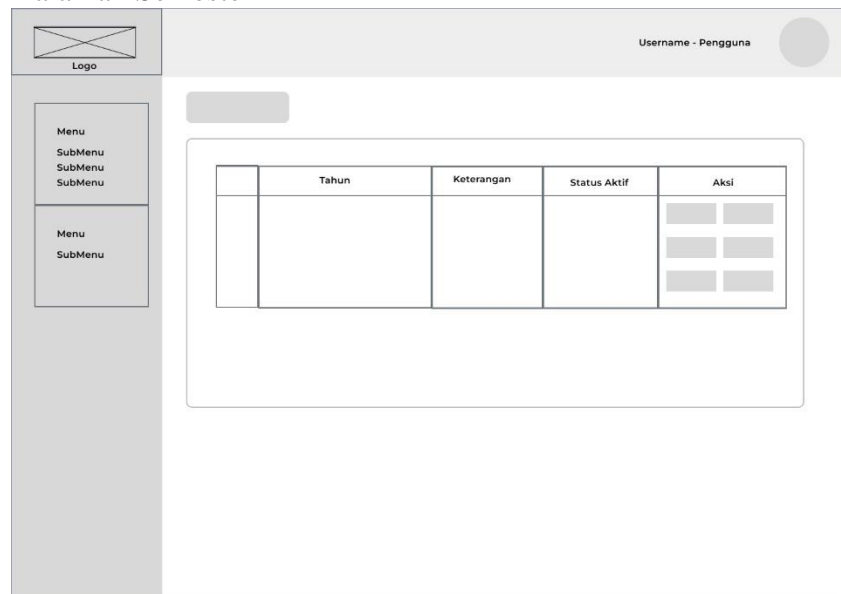 Logo
Username - Pengguna
Menu
SubMenu
SubMenu
SubMenu
Menu
SubMenu
Tahun Keterangan Status Aktif Aksi